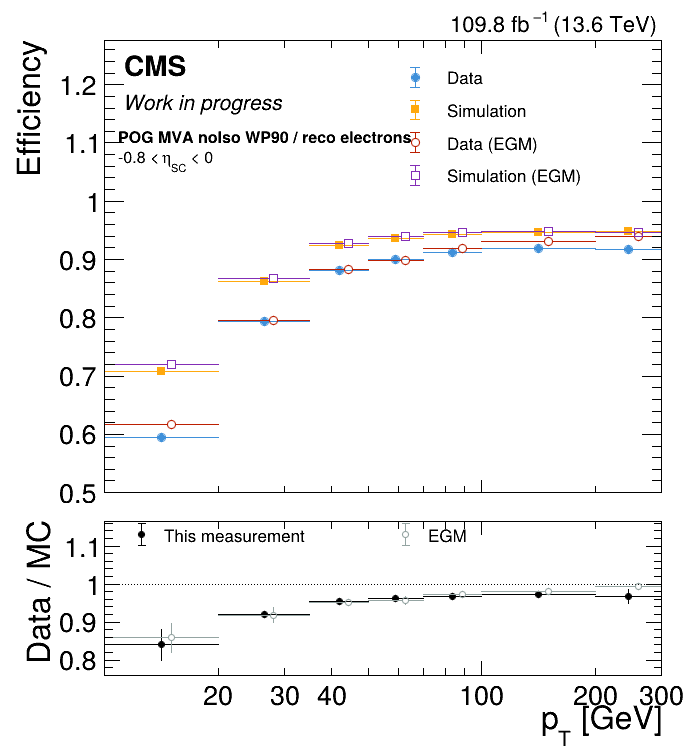 109.8 fb⁻¹ (13.6 TeV)
Efficiency
CMS
Work in progress
POG MVA noIso WP90 / reco electrons
-0.8 < η_SC < 0
Data
Simulation
Data (EGM)
Simulation (EGM)
1.2
1.1
1
0.9
0.8
0.7
0.6
0.5
Data / MC
This measurement
EGM
1.1
1
0.9
0.8
20 30 40 100 200 300
p_T [GeV]